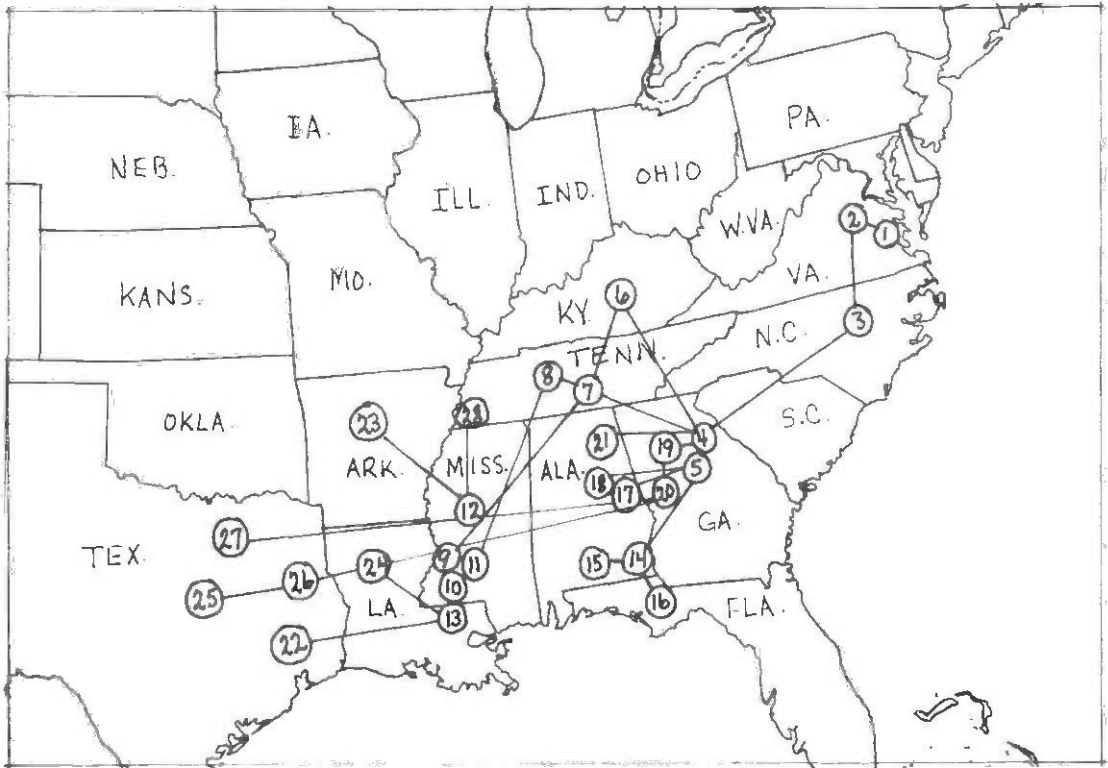 PA.
IA.
NEB.
OHIO
ILL.
IND.
W.VA.
2
1
VA.
KANS.
MO.
6
KY.
3
N.C.
TENN.
8
7
28
23
OKLA.
S.C.
21
19
4
ARK.
MISS.
ALA.
5
18
17
20
12
GA.
27
TEX.
9
11
15
14
24
26
10
25
LA.
16
FLA.
13
22